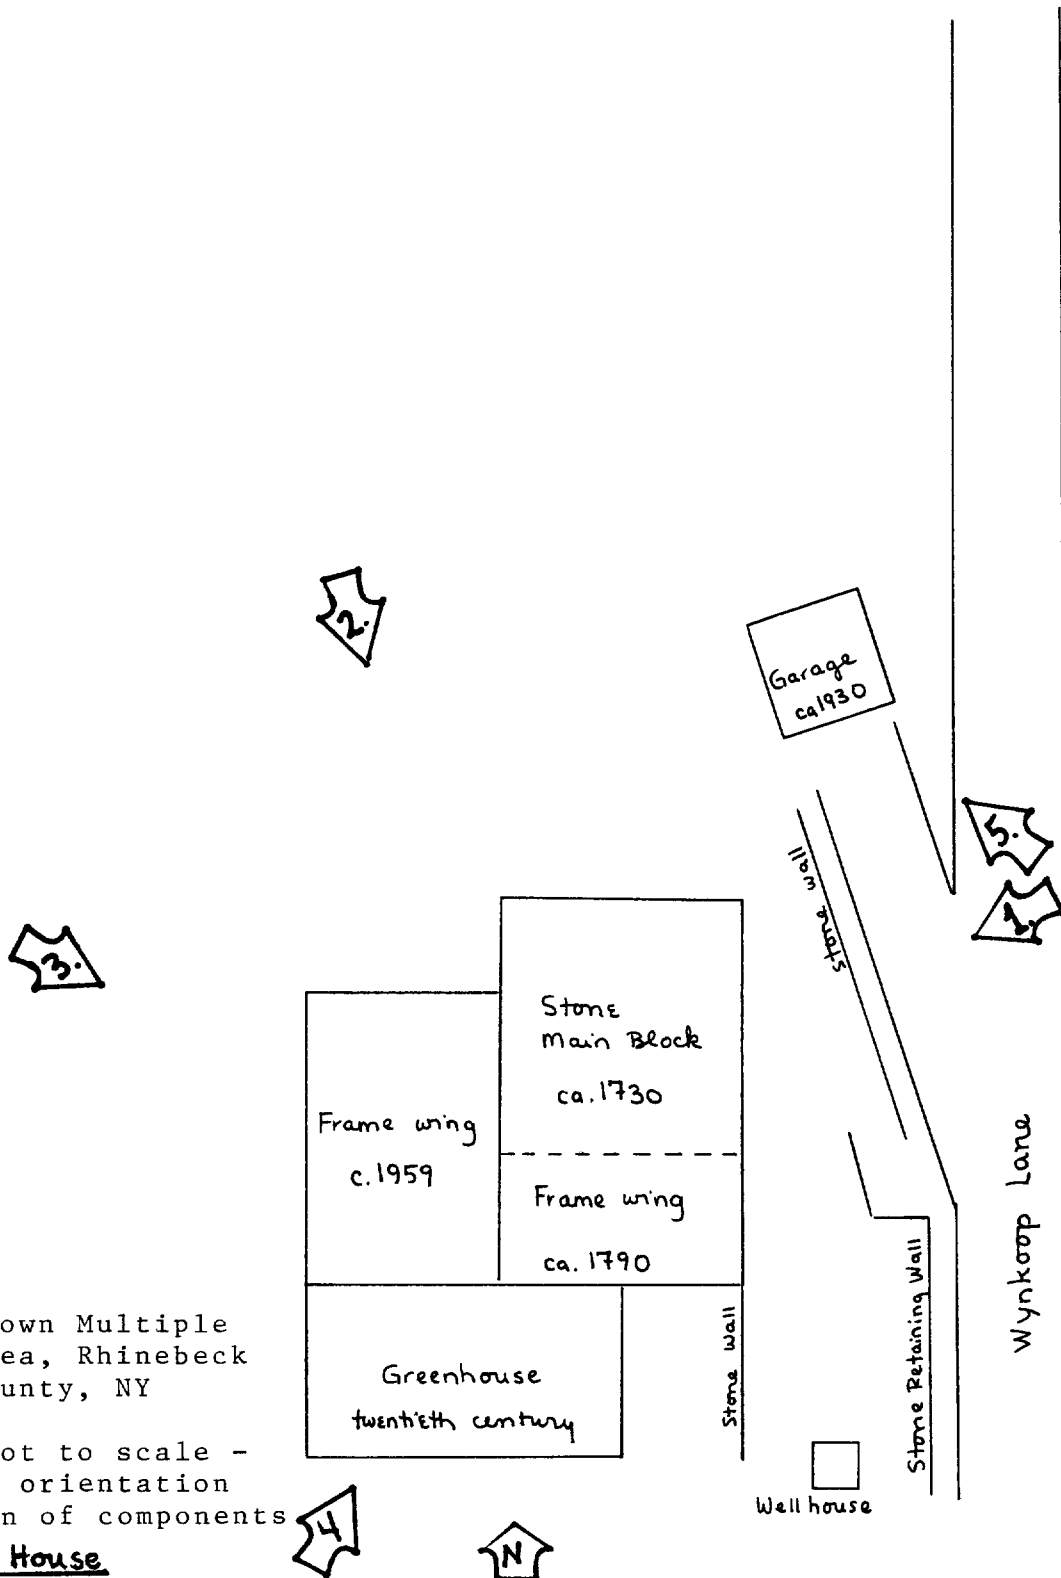 2.
Garage
ca 1930
5.
1.
stone wall
3.
Stone
main Block
ca. 1730
Frame wing
c. 1959
Frame wing
ca. 1790
Wynkoop Lane
Stone Retaining Wall
Stone Wall
Greenhouse
twentieth century
Well house
own Multiple
ea, Rhinebeck
unty, NY
ot to scale -
orientation
n of components
House
4
N